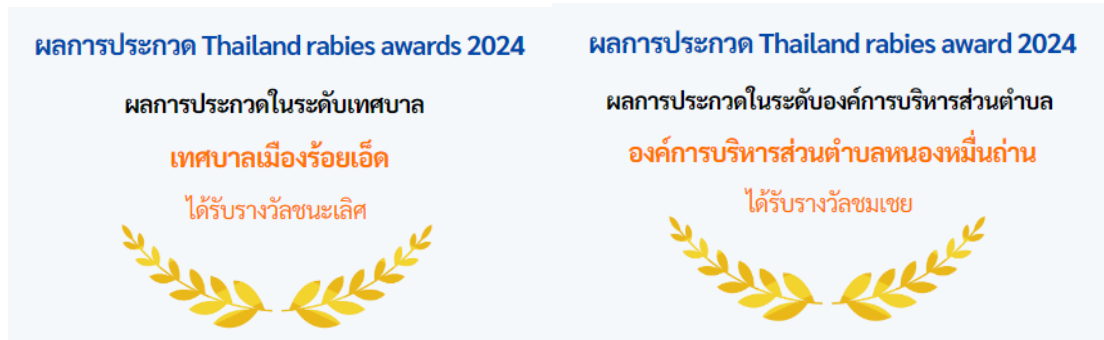 ผลการประกวด Thailand rabies awards 2024
ผลการประกวดในระดับเทศบาล
เทศบาลเมืองร้อยเอ็ด
ได้รับรางวัลชนะเลิศ
ผลการประกวด Thailand rabies award 2024
ผลการประกวดในระดับองค์การบริหารส่วนตำบล
องค์การบริหารส่วนตำบลหนองหมื่นถ่าน
ได้รับรางวัลชมเชย